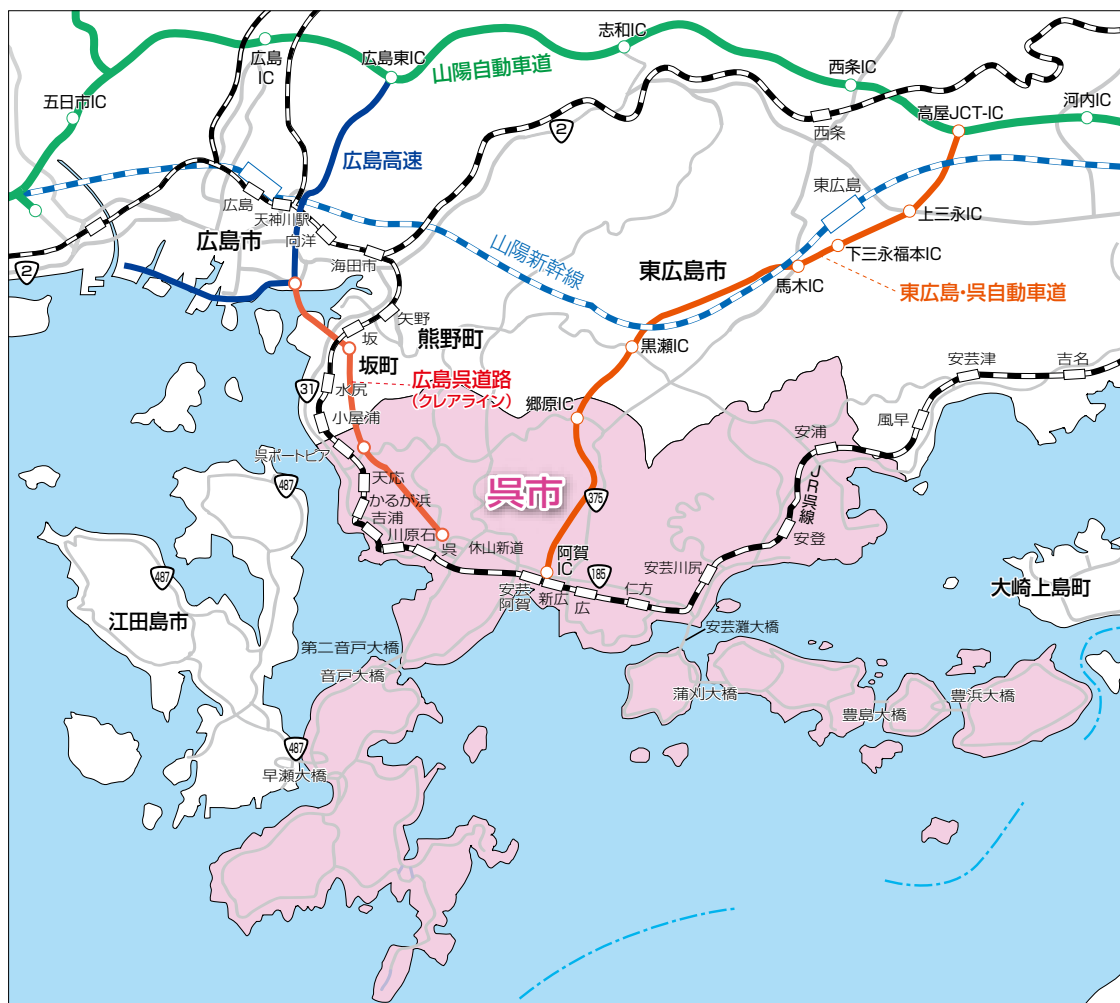 志和IC
広島
IC
広島東IC
山陽自動車道
西条IC
五日市IC
高屋JCT-IC
河内IC
2
西条
広島高速
東広島
広島
天神川駅
向洋
上三永IC
広島市
山陽新幹線
下三永福本IC
2
海田市
東広島市
馬木IC
東広島・呉自動車道
矢野
坂
熊野町
黒瀬IC
坂町
安芸津
吉名
広島呉道路
(クレアライン)
31
水尻
小屋浦
郷原IC
風早
安浦
呉ポートピア
487
天応
呉市
375
JR呉線
かるが浜
吉浦
川原石
呉
休山新道
安登
阿賀
IC
487
185
安芸川尻
安芸
阿賀
新広
広
仁方
大崎上島町
江田島市
安芸灘大橋
第二音戸大橋
音戸大橋
蒲刈大橋
豊島大橋
豊浜大橋
487
早瀬大橋